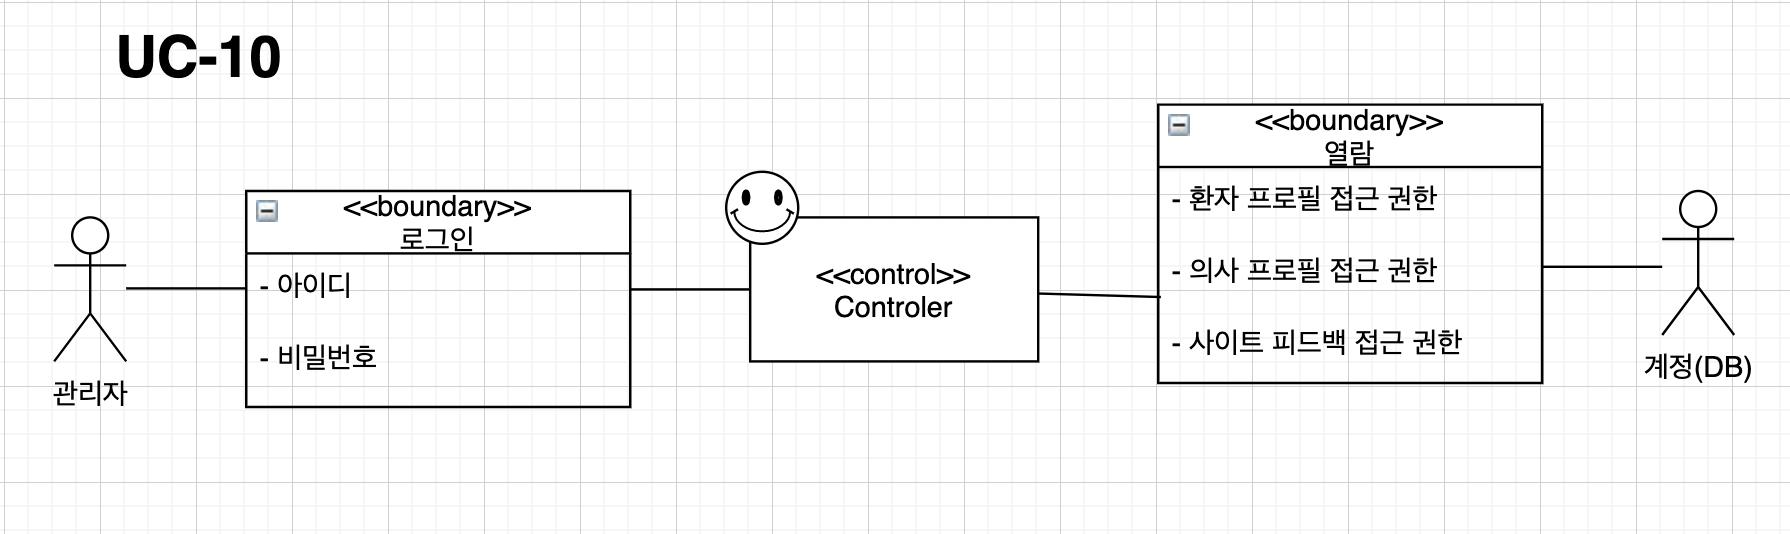 UC-10
관리자
<<boundary>>
로그인
- 아이디
- 비밀번호
<<control>>
Controler
<<boundary>>
열람
- 환자 프로필 접근 권한
- 의사 프로필 접근 권한
- 사이트 피드백 접근 권한
계정(DB)